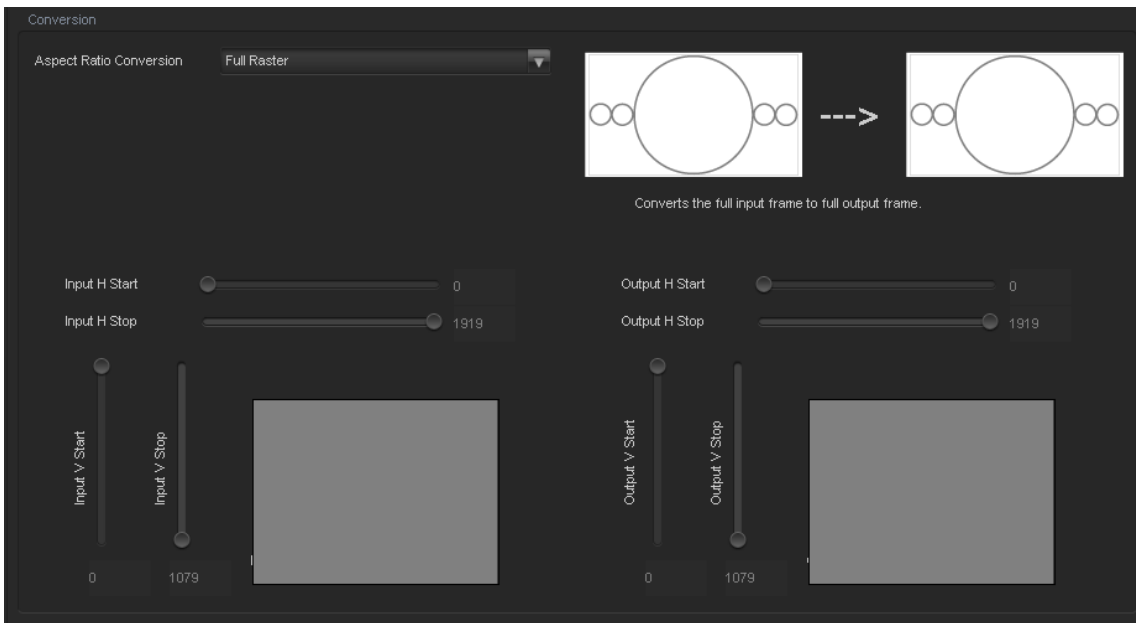 Conversion
Aspect Ratio Conversion
Full Raster
--->
Converts the full input frame to full output frame.
Input H Start
0
Input H Stop
1919
Output H Start
0
Output H Stop
1919
Input V Start
0
Input V Stop
1079
Output V Start
0
Output V Stop
1079